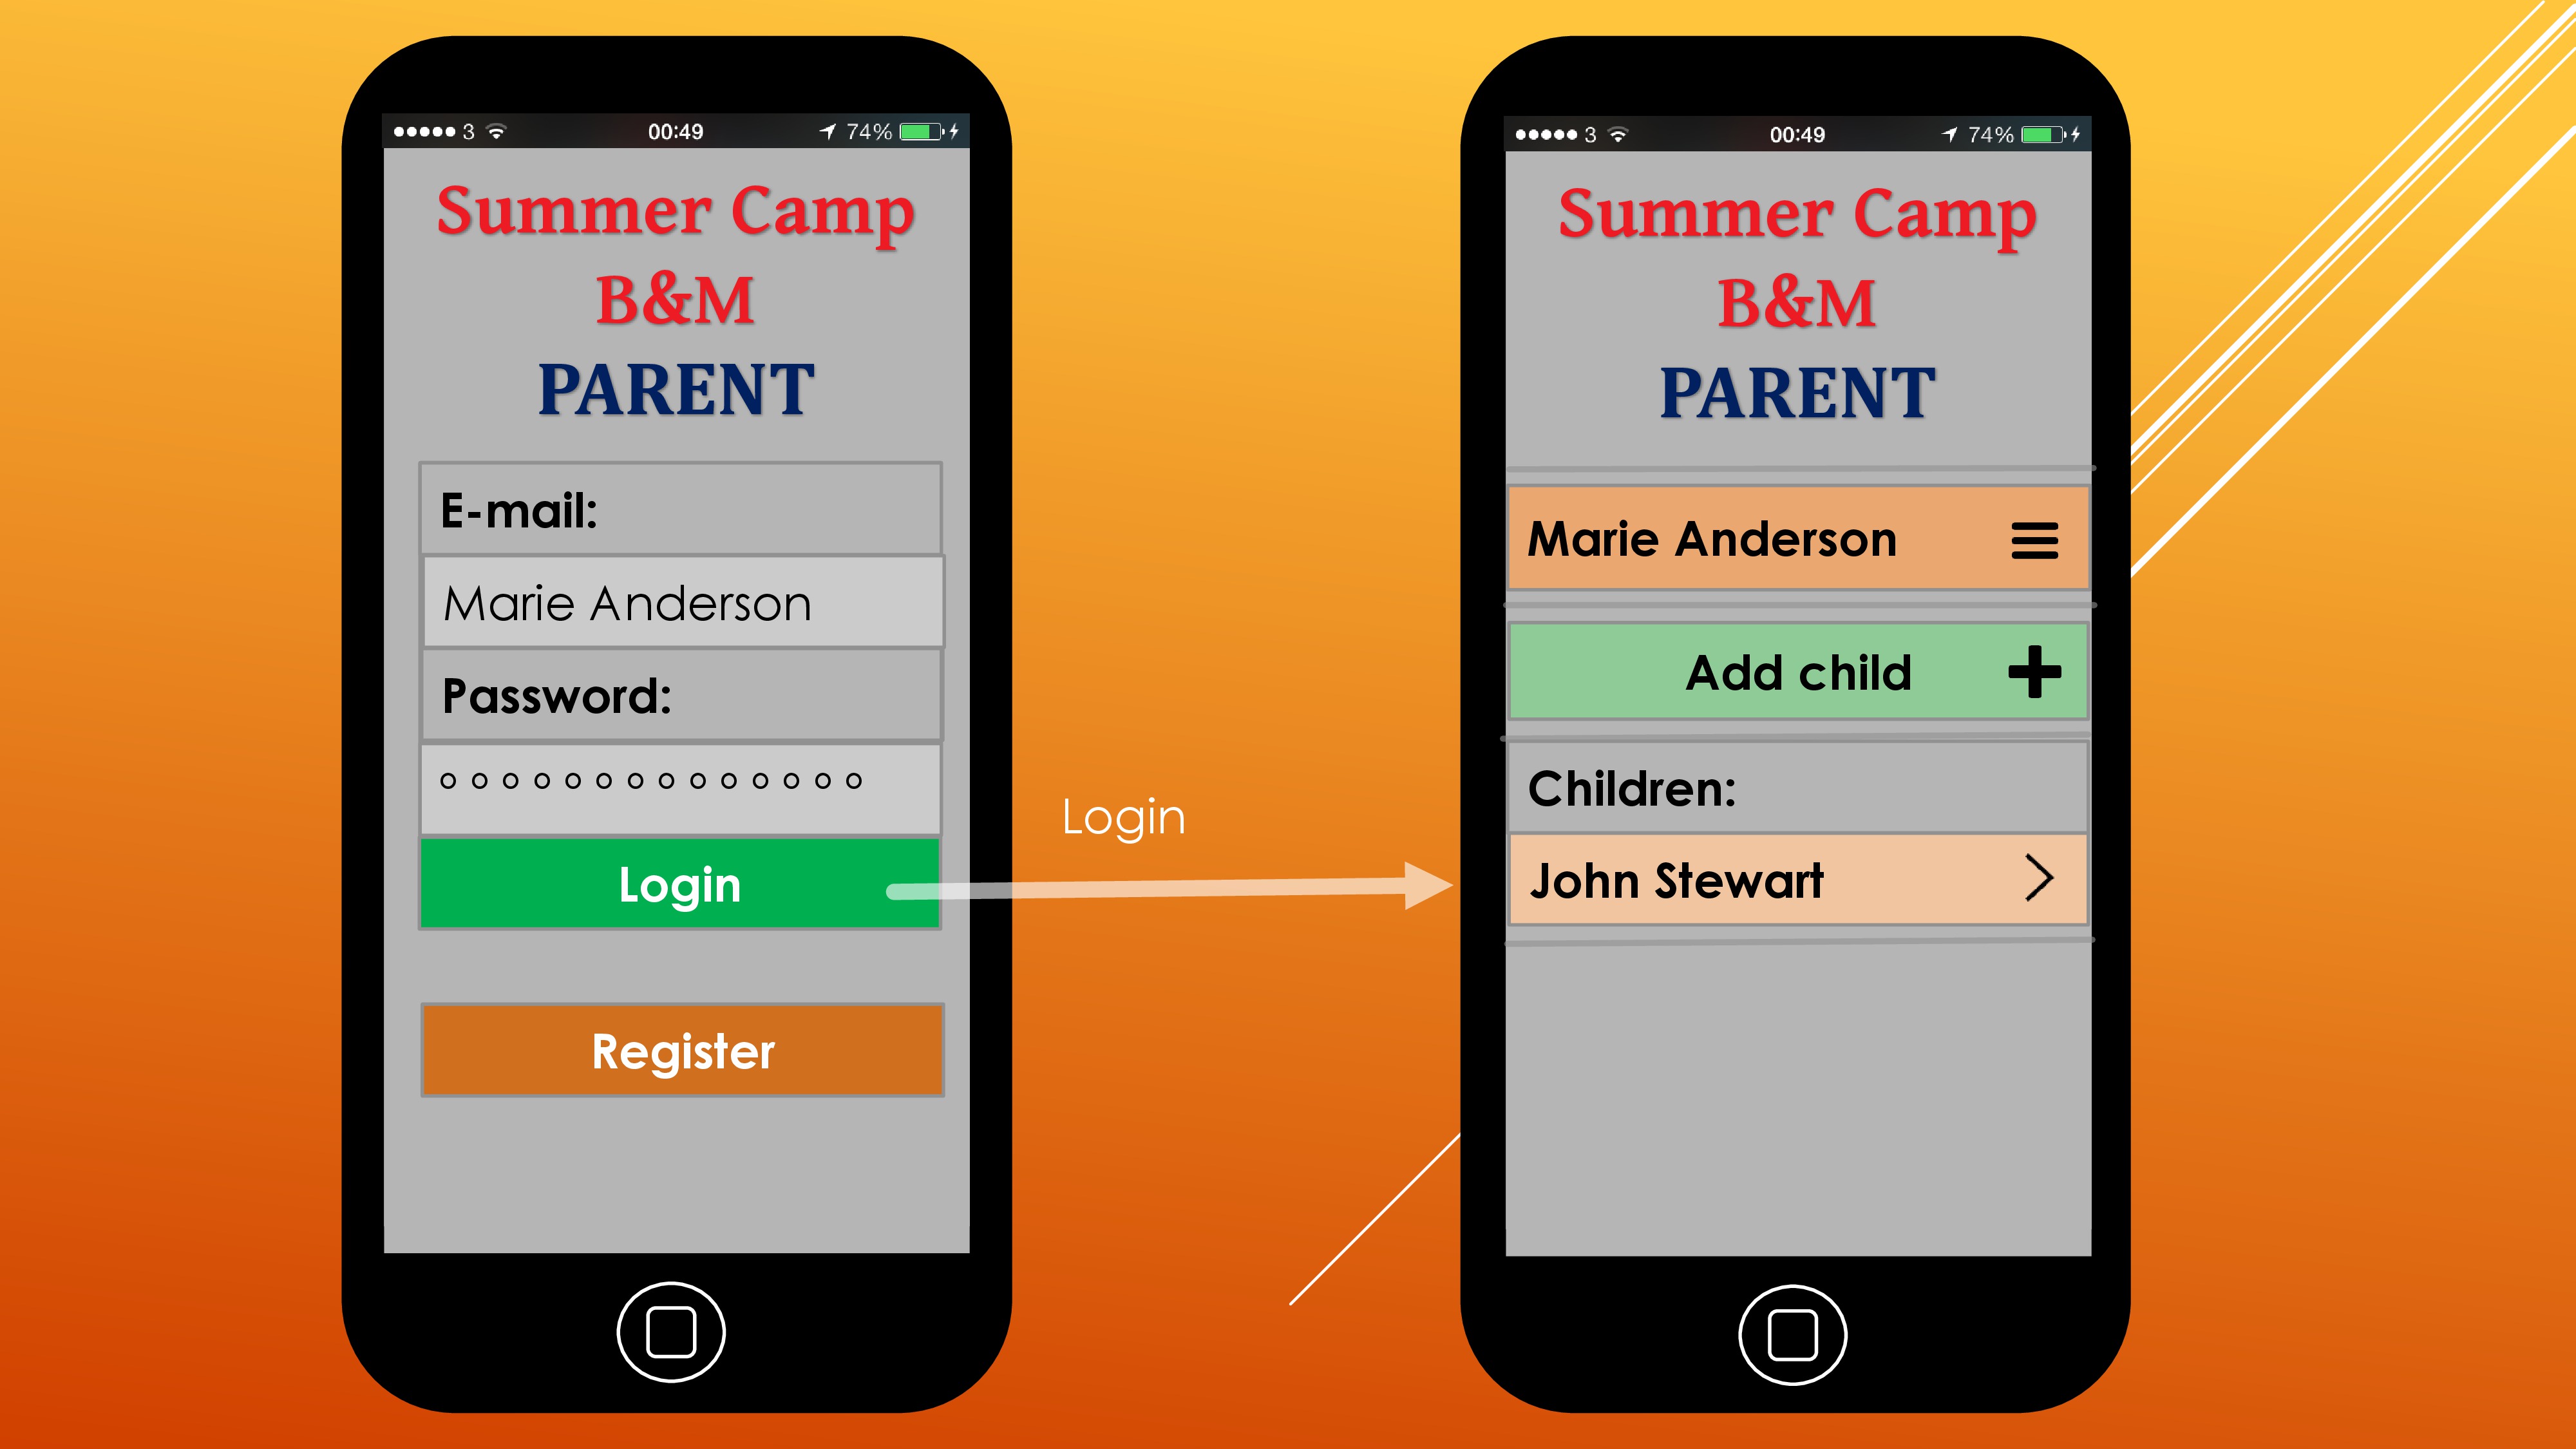 3 00:49 74%
Summer Camp
B&M
PARENT
E-mail:
Marie Anderson
Password:
Login
Register
Login
3 00:49 74%
Summer Camp
B&M
PARENT
Marie Anderson
Add child
Children:
John Stewart